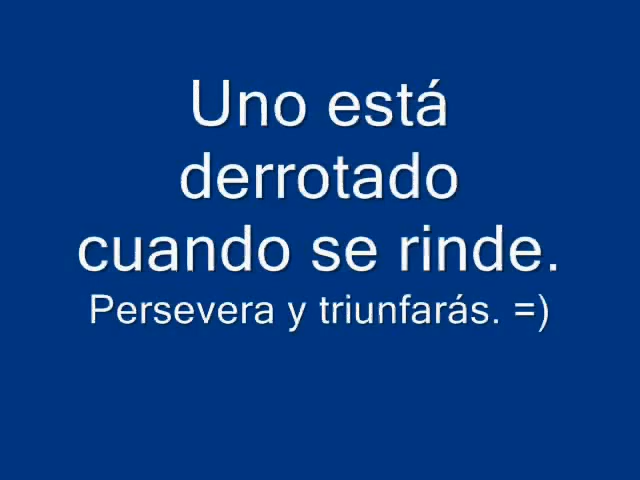 Uno está
derrotado
cuando se rinde.
Persevera y triunfarás. =)